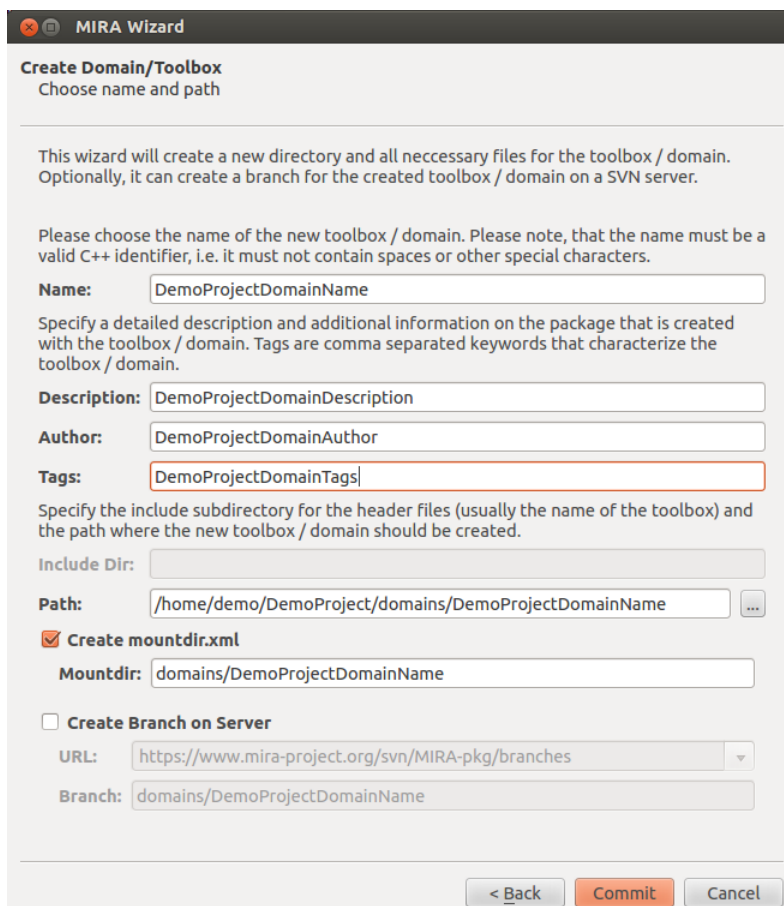 MIRA Wizard
Create Domain/Toolbox
Choose name and path
This wizard will create a new directory and all neccessary files for the toolbox / domain.
Optionally, it can create a branch for the created toolbox / domain on a SVN server.
Please choose the name of the new toolbox / domain. Please note, that the name must be a
valid C++ identifier, i.e. it must not contain spaces or other special characters.
Name: DemoProjectDomainName
Specify a detailed description and additional information on the package that is created
with the toolbox / domain. Tags are comma separated keywords that characterize the
toolbox / domain.
Description: DemoProjectDomainDescription
Author: DemoProjectDomainAuthor
Tags: DemoProjectDomainTags
Specify the include subdirectory for the header files (usually the name of the toolbox) and
the path where the new toolbox / domain should be created.
Include Dir:
Path: /home/demo/DemoProject/domains/DemoProjectDomainName ...
Create mountdir.xml
Mountdir: domains/DemoProjectDomainName
Create Branch on Server
URL: https://www.mira-project.org/svn/MIRA-pkg/branches
Branch: domains/DemoProjectDomainName
< Back Commit Cancel